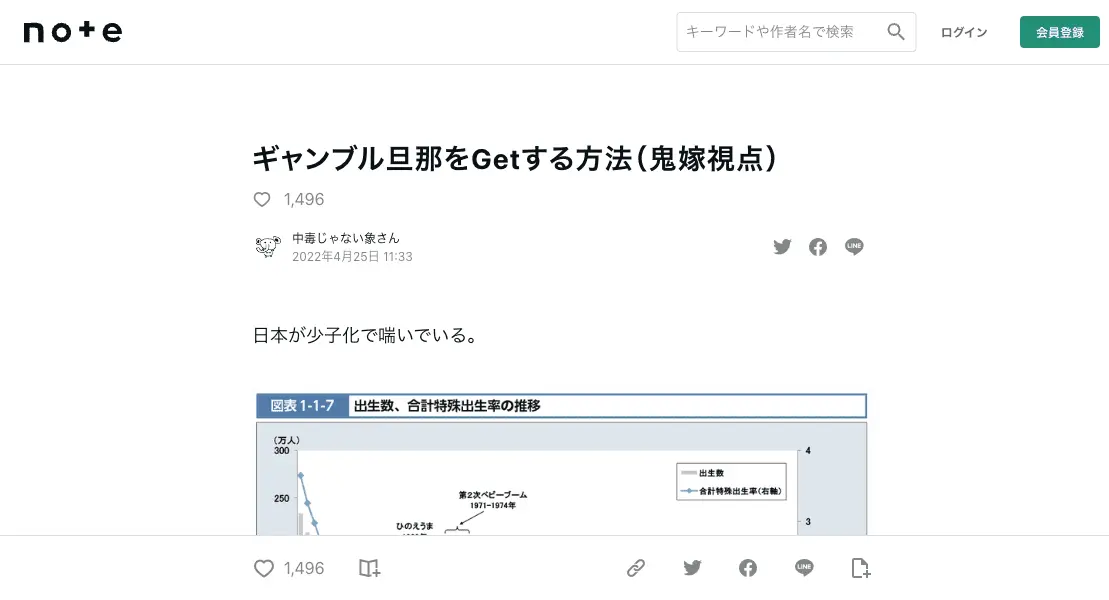 note
キーワードや作者名で検索
ログイン
会員登録
ギャンブル旦那をGetする方法（鬼嫁視点）
1,496
中毒じゃない象さん
2022年4月25日 11:33
LINE
日本が少子化で喘いでいる。
図表1-1-7 出生数、合計特殊出生率の推移
(万人)
300
4
出生数
合計特殊出生率(右軸)
250
第2次ベビーブーム
1971-1974年
3
ひのえうま
1,496
LINE